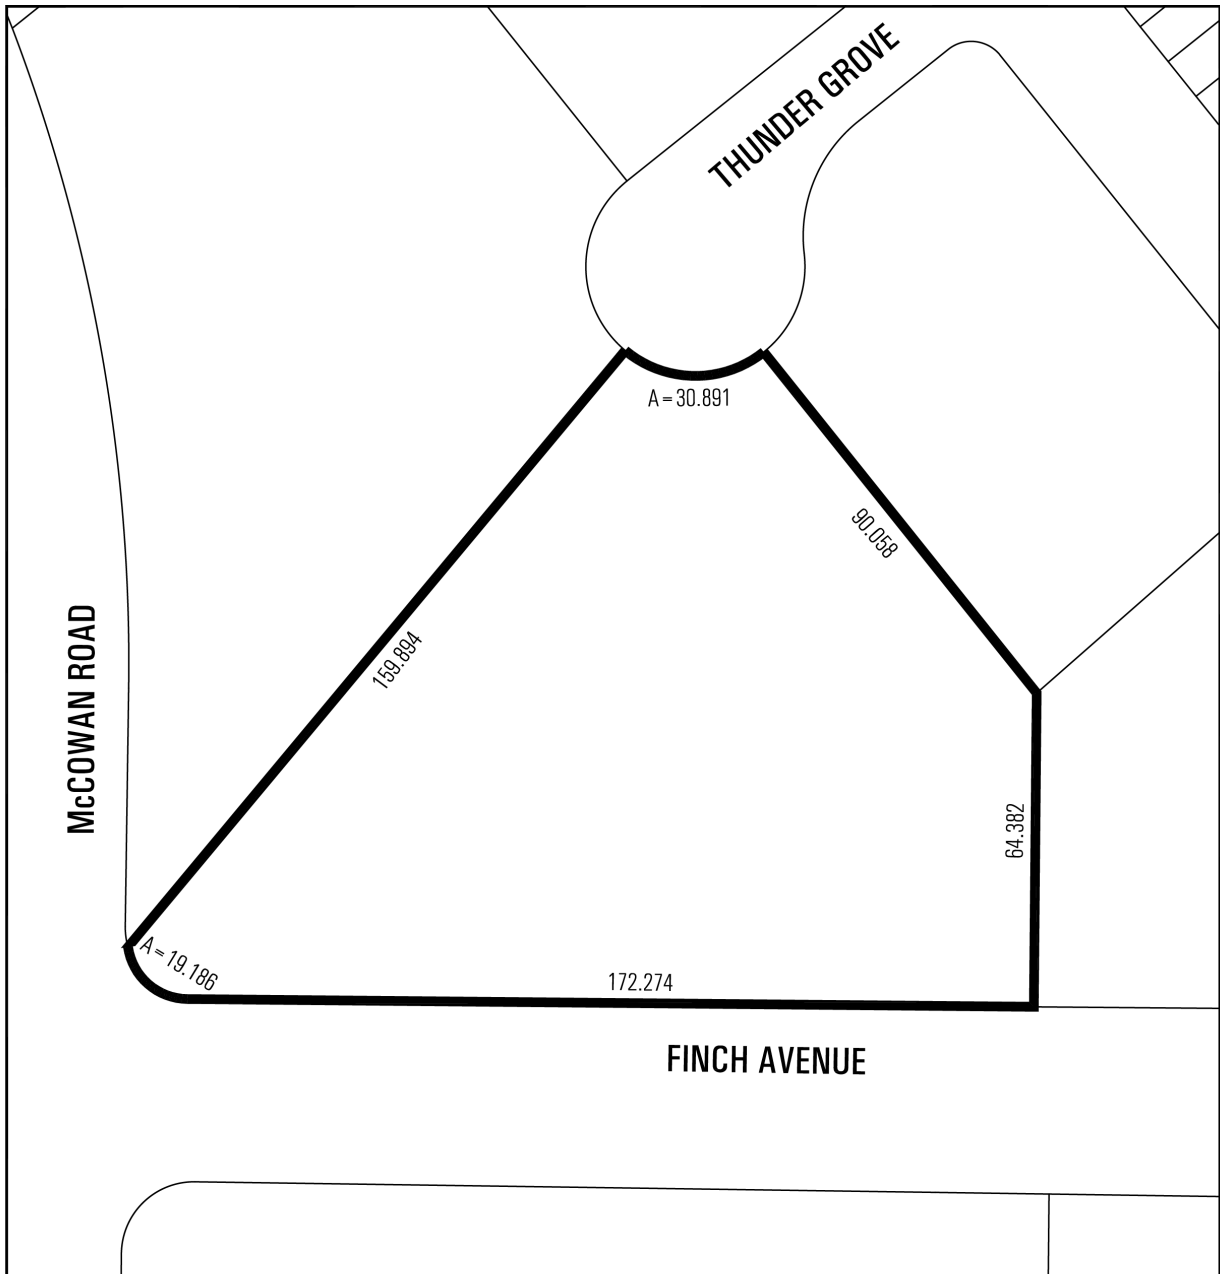 THUNDER GROVE
A = 30.891
90.058
159.894
McCOWAN ROAD
64.382
A = 19.186
172.274
FINCH AVENUE